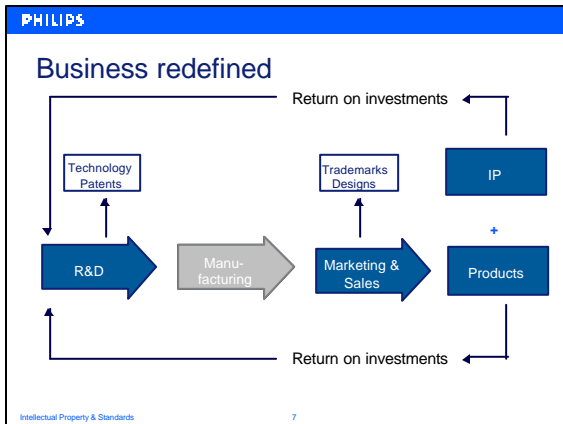 PHILIPS
Business redefined
Return on investments
Technology
Patents
Trademarks
Designs
IP
+
R&D
Manu-
facturing
Marketing &
Sales
Products
Return on investments
Intellectual Property & Standards
7